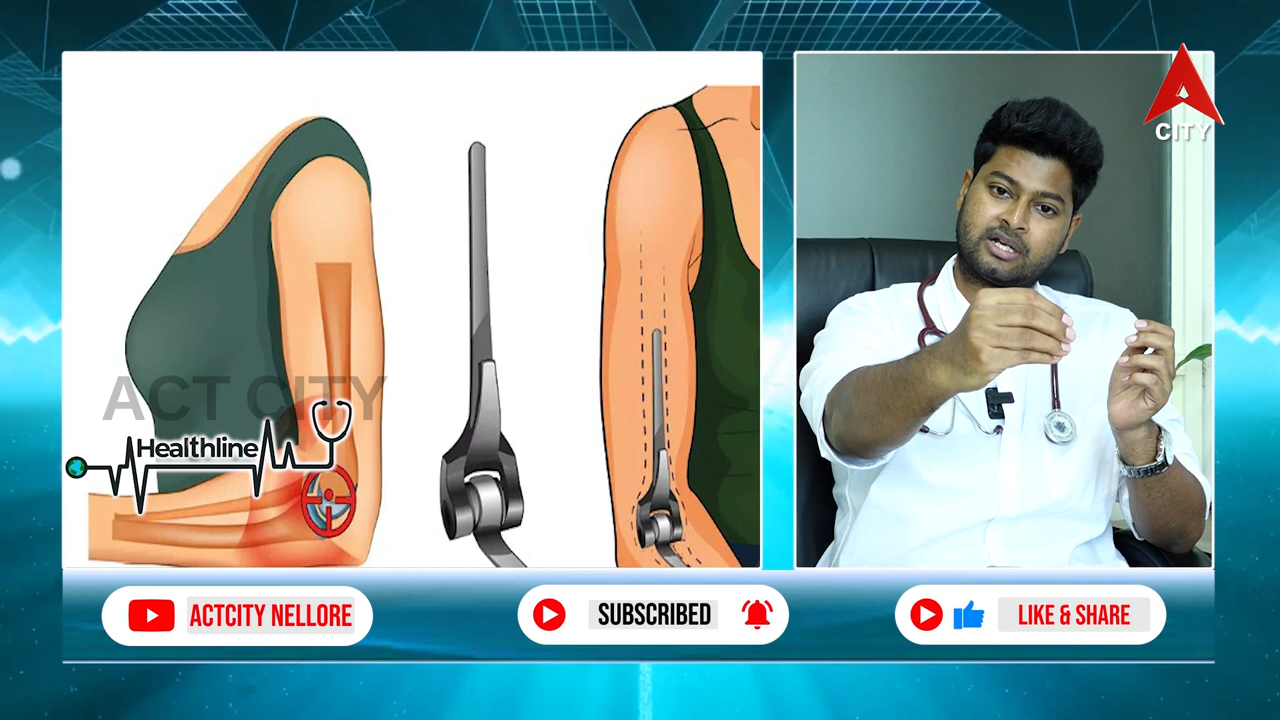 CITY
ACT CITY
Healthline
ACTCITY NELLORE
SUBSCRIBED
LIKE & SHARE